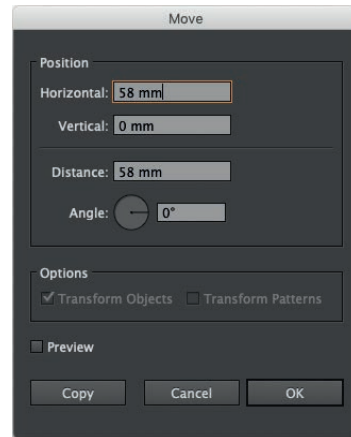 Move
Position
Horizontal: 58 mm
Vertical: 0 mm
Distance: 58 mm
Angle: 0°
Options
Transform Objects Transform Patterns
Preview
Copy Cancel OK